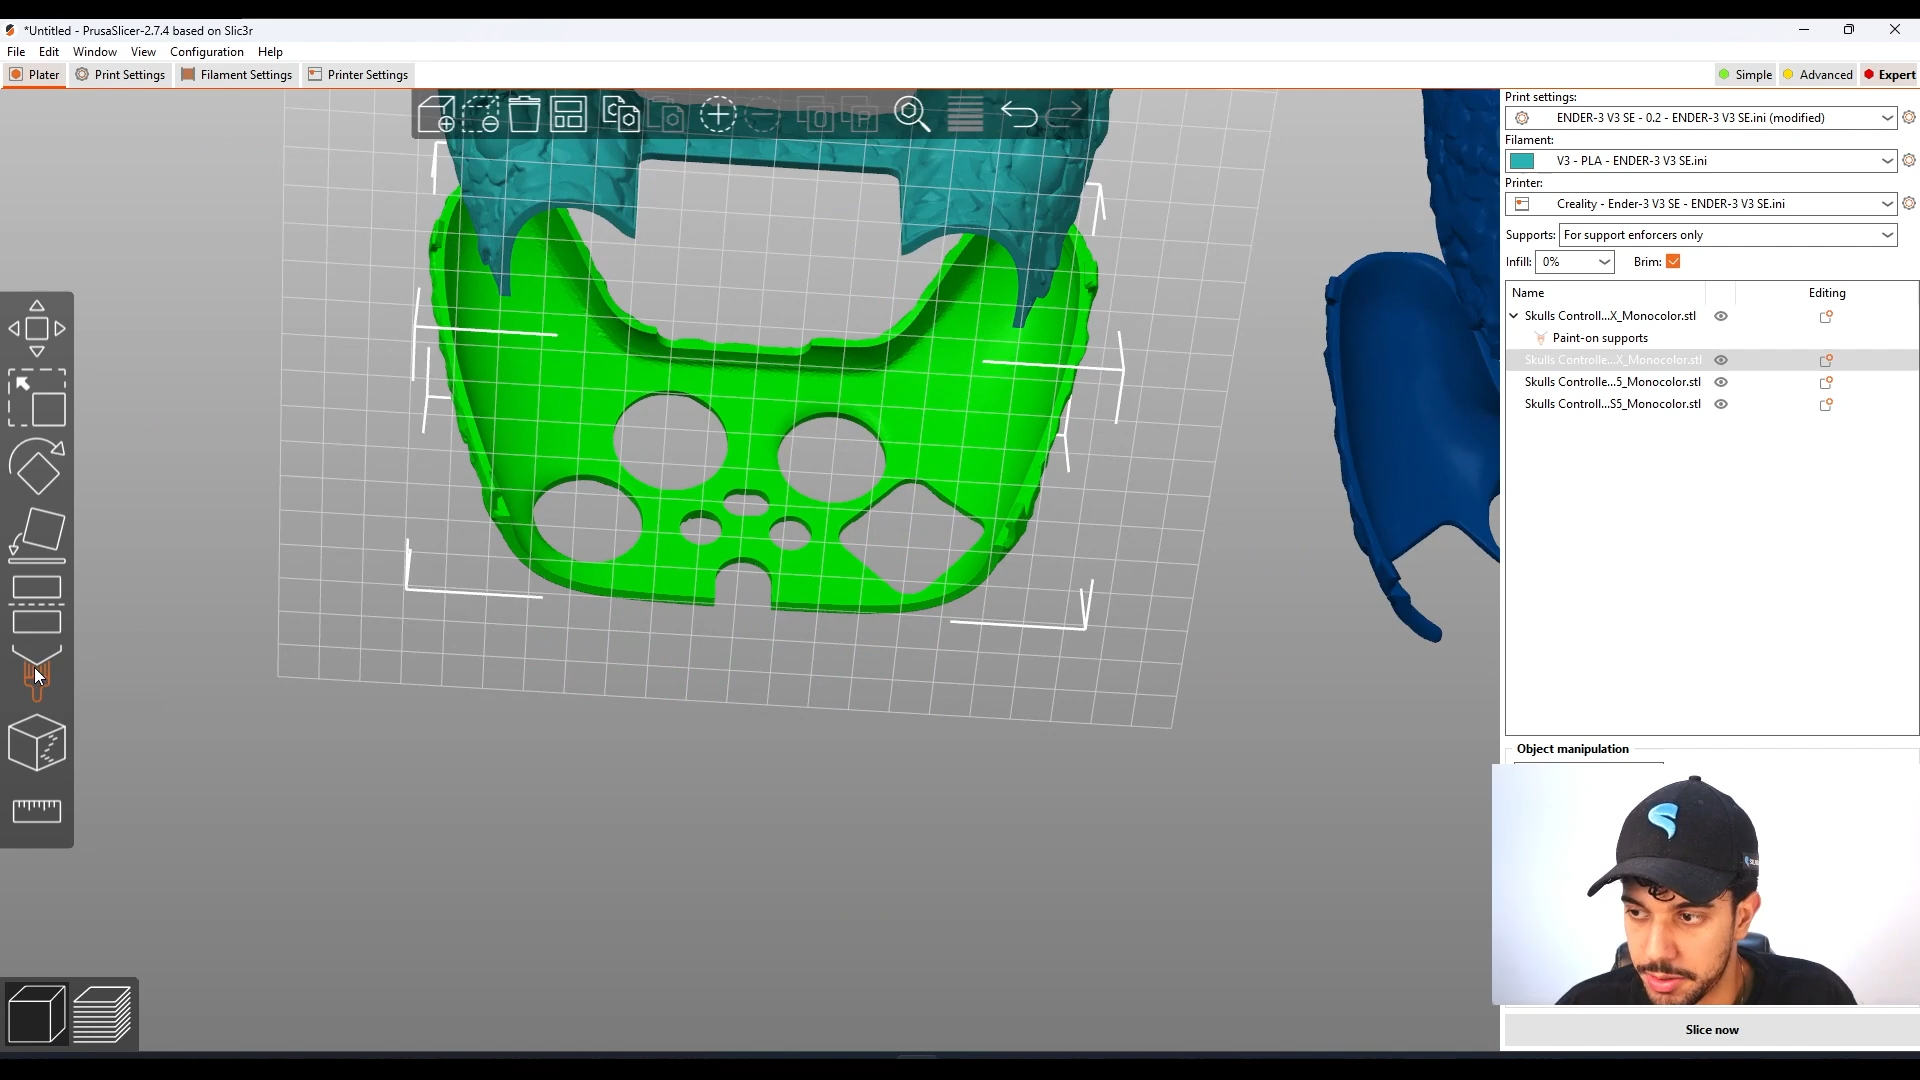 *Untitled - PrusaSlicer-2.7.4 based on Slic3r
File Edit Window View Configuration Help
Plater Print Settings Filament Settings Printer Settings Simple Advanced Expert
Print settings:
ENDER-3 V3 SE - 0.2 - ENDER-3 V3 SE.ini (modified)
Filament:
V3 - PLA - ENDER-3 V3 SE.ini
Printer:
Creality - Ender-3 V3 SE - ENDER-3 V3 SE.ini
Supports: For support enforcers only
Infill: 0% Brim:
Name Editing
Skulls Controll...X_Monocolor.stl
Paint-on supports
Skulls Controlle...X_Monocolor.stl
Skulls Controlle...5_Monocolor.stl
Skulls Controll...S5_Monocolor.stl
Object manipulation
Slice now